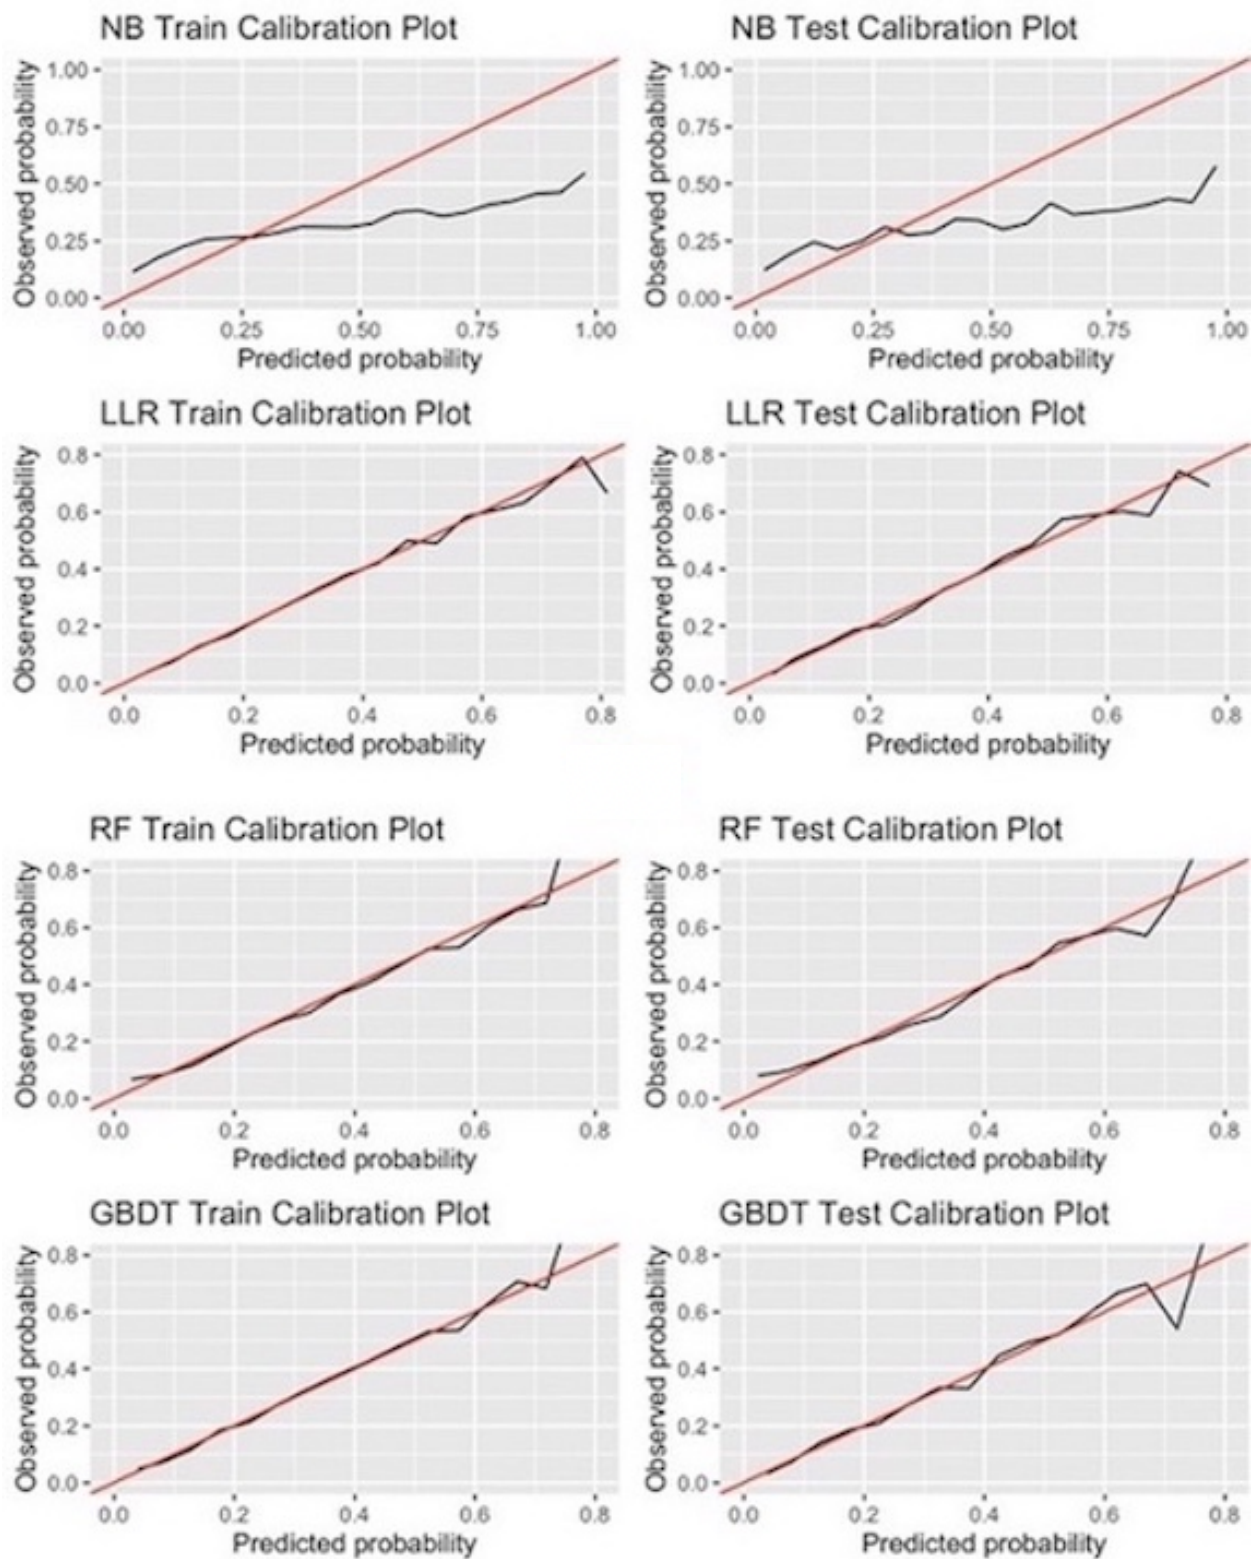 NB Train Calibration Plot
NB Test Calibration Plot
Observed probability
1.00
0.75
0.50
0.25
0.00
0.00 0.25 0.50 0.75 1.00
Predicted probability
Observed probability
1.00
0.75
0.50
0.25
0.00
0.00 0.25 0.50 0.75 1.00
Predicted probability
LLR Train Calibration Plot
LLR Test Calibration Plot
Observed probability
0.8
0.6
0.4
0.2
0.0
0.0 0.2 0.4 0.6 0.8
Predicted probability
Observed probability
0.8
0.6
0.4
0.2
0.0
0.0 0.2 0.4 0.6 0.8
Predicted probability
RF Train Calibration Plot
RF Test Calibration Plot
Observed probability
0.8
0.6
0.4
0.2
0.0
0.0 0.2 0.4 0.6 0.8
Predicted probability
Observed probability
0.8
0.6
0.4
0.2
0.0
0.0 0.2 0.4 0.6 0.8
Predicted probability
GBDT Train Calibration Plot
GBDT Test Calibration Plot
Observed probability
0.8
0.6
0.4
0.2
0.0
0.0 0.2 0.4 0.6 0.8
Predicted probability
Observed probability
0.8
0.6
0.4
0.2
0.0
0.0 0.2 0.4 0.6 0.8
Predicted probability